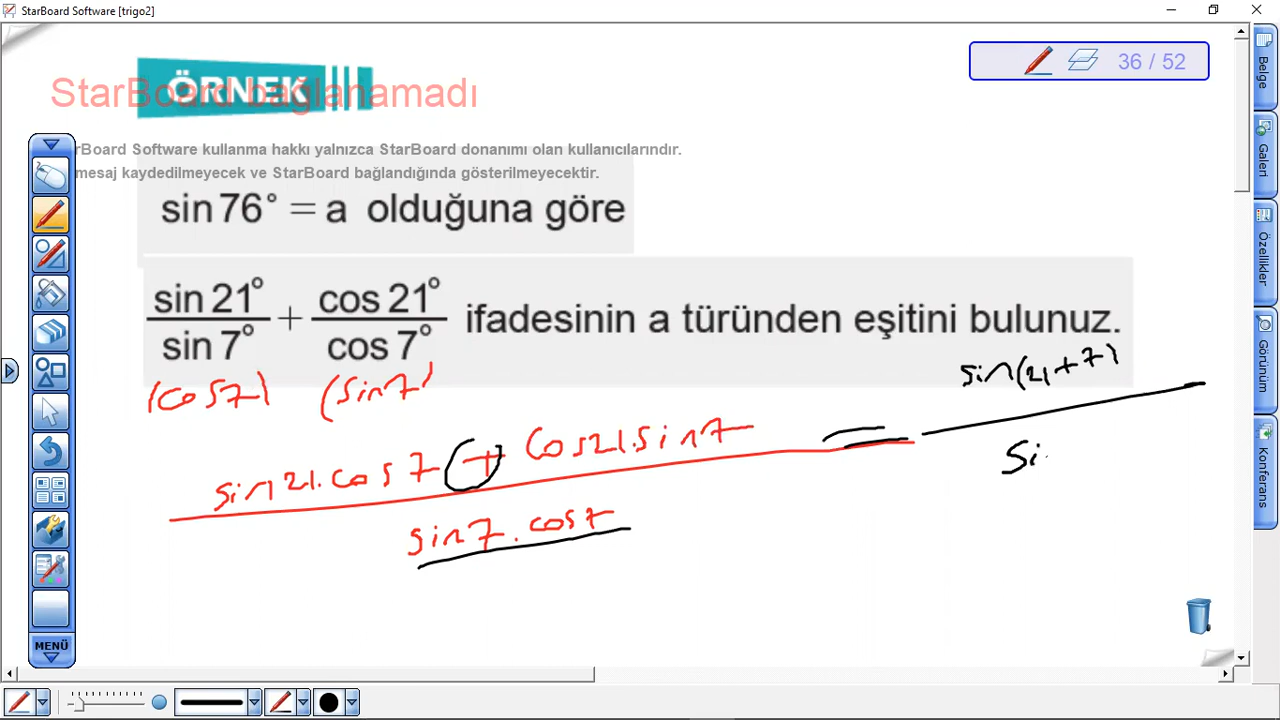 StarBoard Software [trigo2]
36 / 52
ÖRNEK
StarBoard bağlanamadı
rBoard Software kullanma hakkı yalnızca StarBoard donanımı olan kullanıcılarındır.
mesaj kaydedilmeyecek ve StarBoard bağlandığında gösterilmeyecektir.
sin 76° = a olduğuna göre
sin 21° / sin 7° + cos 21° / cos 7° ifadesinin a türünden eşitini bulunuz.
(cos7) (sin7)
sin21.cos7 + cos21.sin7 = sin(21+7)
sin7.cos7 Si
MENÜ
Belge
Galeri
Özellikler
Görünüm
Konferans